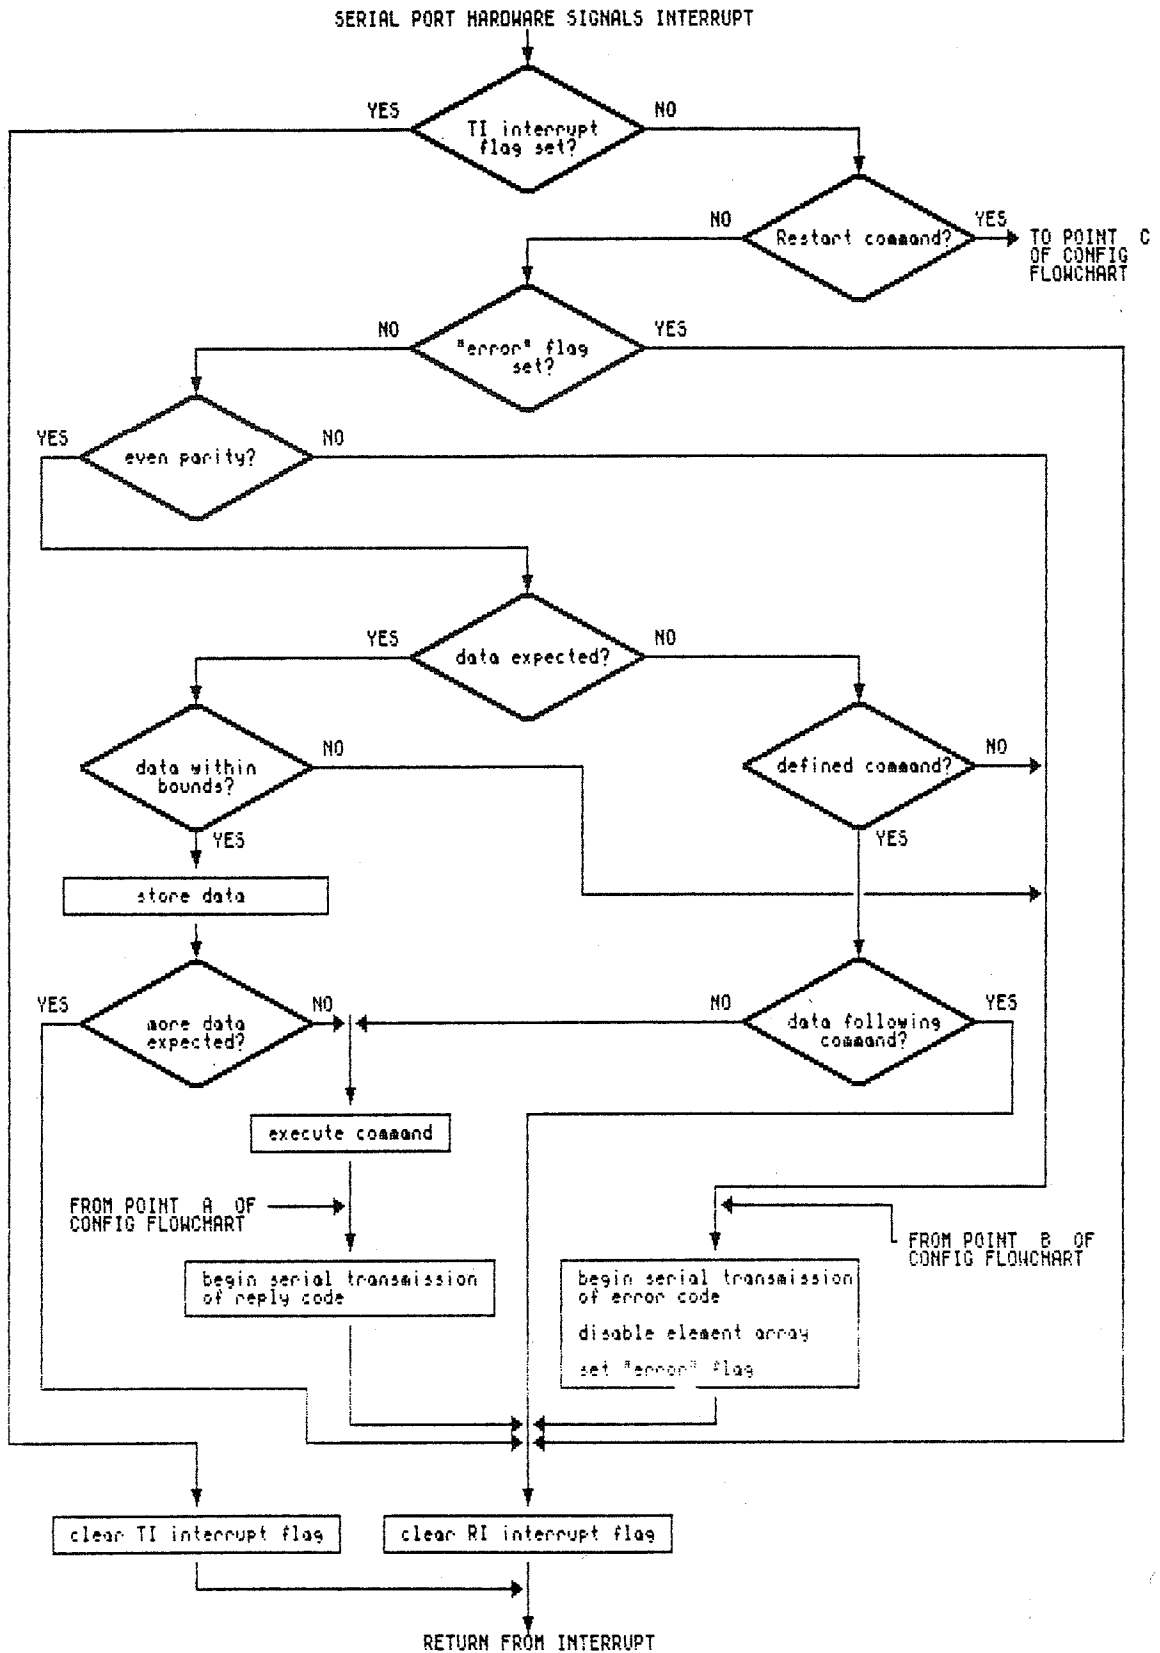 SERIAL PORT HARDWARE SIGNALS INTERRUPT
YES
NO
TI interrupt
flag set?
NO
YES
Restart command?
TO POINT C
OF CONFIG
FLOWCHART
NO
YES
"error" flag
set?
YES
NO
even parity?
YES
NO
data expected?
NO
NO
data within
bounds?
defined command?
YES
YES
store data
YES
NO
NO
YES
more data
expected?
data following
command?
execute command
FROM POINT A OF
CONFIG FLOWCHART
FROM POINT B OF
CONFIG FLOWCHART
begin serial transmission
of reply code
begin serial transmission
of error code
disable element array
set "error" flag
clear TI interrupt flag
clear RI interrupt flag
RETURN FROM INTERRUPT